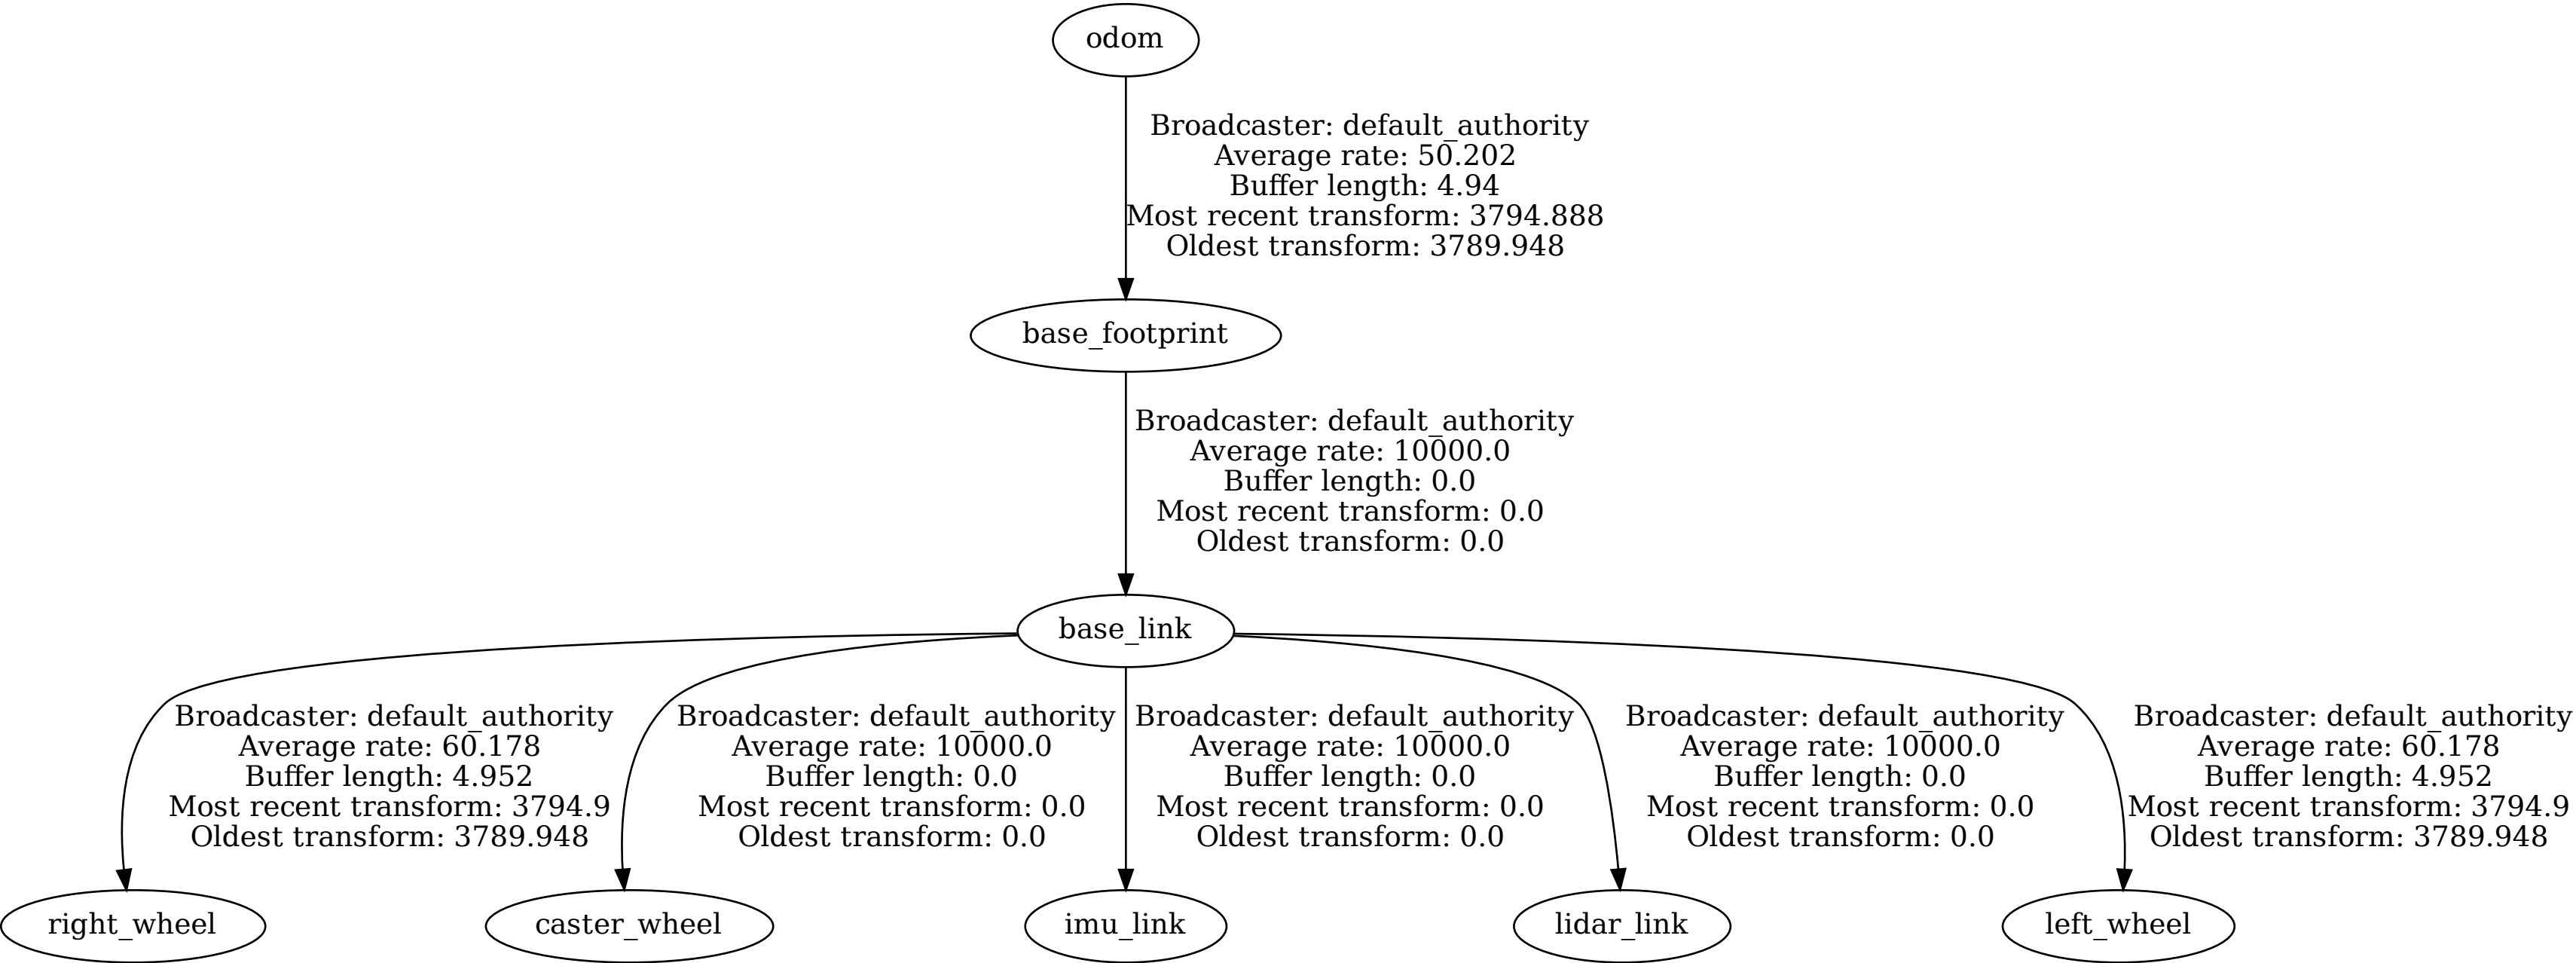 odom
Broadcaster: default_authority
Average rate: 50.202
Buffer length: 4.94
Most recent transform: 3794.888
Oldest transform: 3789.948
base_footprint
Broadcaster: default_authority
Average rate: 10000.0
Buffer length: 0.0
Most recent transform: 0.0
Oldest transform: 0.0
base_link
Broadcaster: default_authority
Average rate: 60.178
Buffer length: 4.952
Most recent transform: 3794.9
Oldest transform: 3789.948
Broadcaster: default_authority
Average rate: 10000.0
Buffer length: 0.0
Most recent transform: 0.0
Oldest transform: 0.0
Broadcaster: default_authority
Average rate: 10000.0
Buffer length: 0.0
Most recent transform: 0.0
Oldest transform: 0.0
Broadcaster: default_authority
Average rate: 10000.0
Buffer length: 0.0
Most recent transform: 0.0
Oldest transform: 0.0
Broadcaster: default_authority
Average rate: 60.178
Buffer length: 4.952
Most recent transform: 3794.9
Oldest transform: 3789.948
right_wheel
caster_wheel
imu_link
lidar_link
left_wheel